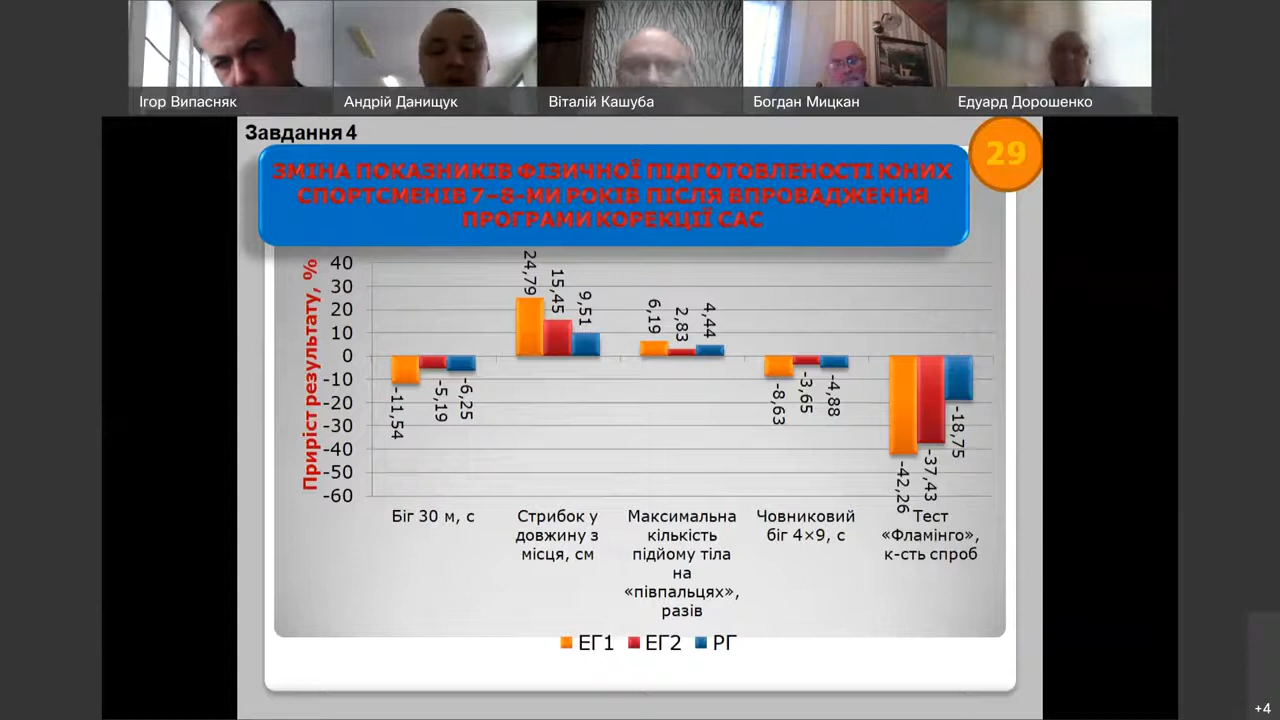 Ігор Випасняк
Андрій Данищук
Віталій Кашуба
Богдан Мицкан
Едуард Дорошенко
Завдання 4
29
ЗМІНА ПОКАЗНИКІВ ФІЗИЧНОЇ ПІДГОТОВЛЕНОСТІ ЮНИХ
СПОРТСМЕНІВ 7–8-МИ РОКІВ ПІСЛЯ ВПРОВАДЖЕННЯ
ПРОГРАМИ КОРЕКЦІЇ САС
Приріст результату, %
40
30
20
10
0
-10
-20
-30
-40
-50
-60
-11,54
-5,19
-6,25
24,79
15,45
9,51
6,19
2,83
4,44
-8,63
-3,65
-4,88
-42,26
-37,43
-18,75
Біг 30 м, с
Стрибок у
довжину з
місця, см
Максимальна
кількість
підйому тіла
на
«півпальцях»,
разів
Човниковий
біг 4×9, с
Тест
«Фламінго»,
к-сть спроб
ЕГ1
ЕГ2
РГ
+4